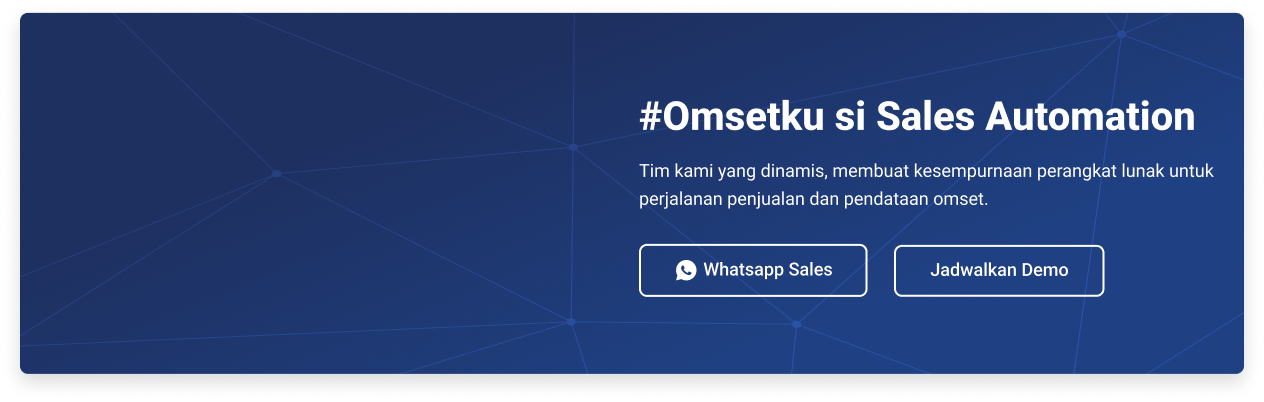 #Omsetku si Sales Automation
Tim kami yang dinamis, membuat kesempurnaan perangkat lunak untuk
perjalanan penjualan dan pendataan omset.
Whatsapp Sales
Jadwalkan Demo